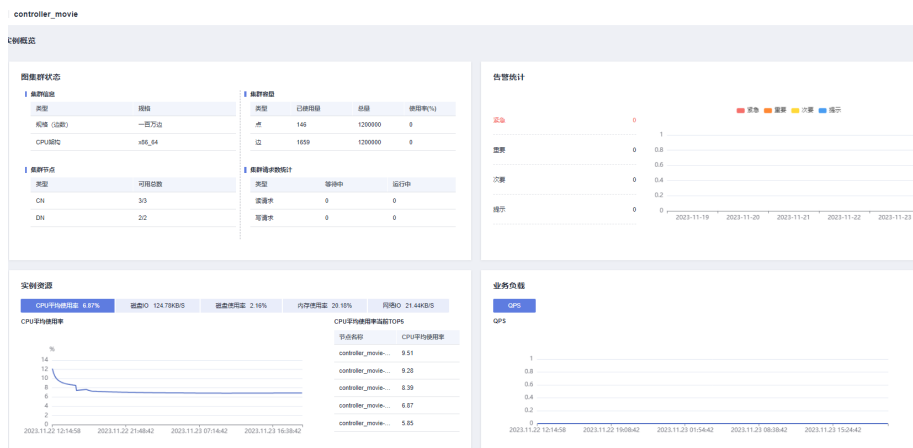 controller_movie
实例概览
图集群状态
集群信息
类型 规格
规格（边数） 一百万边
CPU架构 x86_64
集群容量
类型 已使用量 总量 使用率(%)
点 146 1200000 0
边 1659 1200000 0
集群节点
类型 可用总数
CN 3/3
DN 2/2
集群请求数统计
类型 等待中 运行中
读请求 0 0
写请求 0 0
告警统计
紧急 0
重要 0
次要 0
提示 0
紧急 重要 次要 提示
1
0.8
0.6
0.4
0.2
0
2023-11-19 2023-11-20 2023-11-21 2023-11-22 2023-11-23
实例资源
CPU平均使用率 6.87% 磁盘IO 124.78KB/S 磁盘使用率 2.16% 内存使用率 20.18% 网络IO 21.44KB/S
CPU平均使用率
%
14
12
10
8
6
4
2
0
2023.11.22 12:14:58 2023.11.22 21:48:42 2023.11.23 07:14:42 2023.11.23 16:38:42
CPU平均使用率当前TOP5
节点名称 CPU平均使用率
controller_movie-... 9.51
controller_movie-... 9.28
controller_movie-... 8.39
controller_movie-... 6.87
controller_movie-... 5.85
业务负载
QPS
QPS
1
0.8
0.6
0.4
0.2
0
2023.11.22 12:14:58 2023.11.22 19:08:42 2023.11.23 01:54:42 2023.11.23 08:38:42 2023.11.23 15:24:42